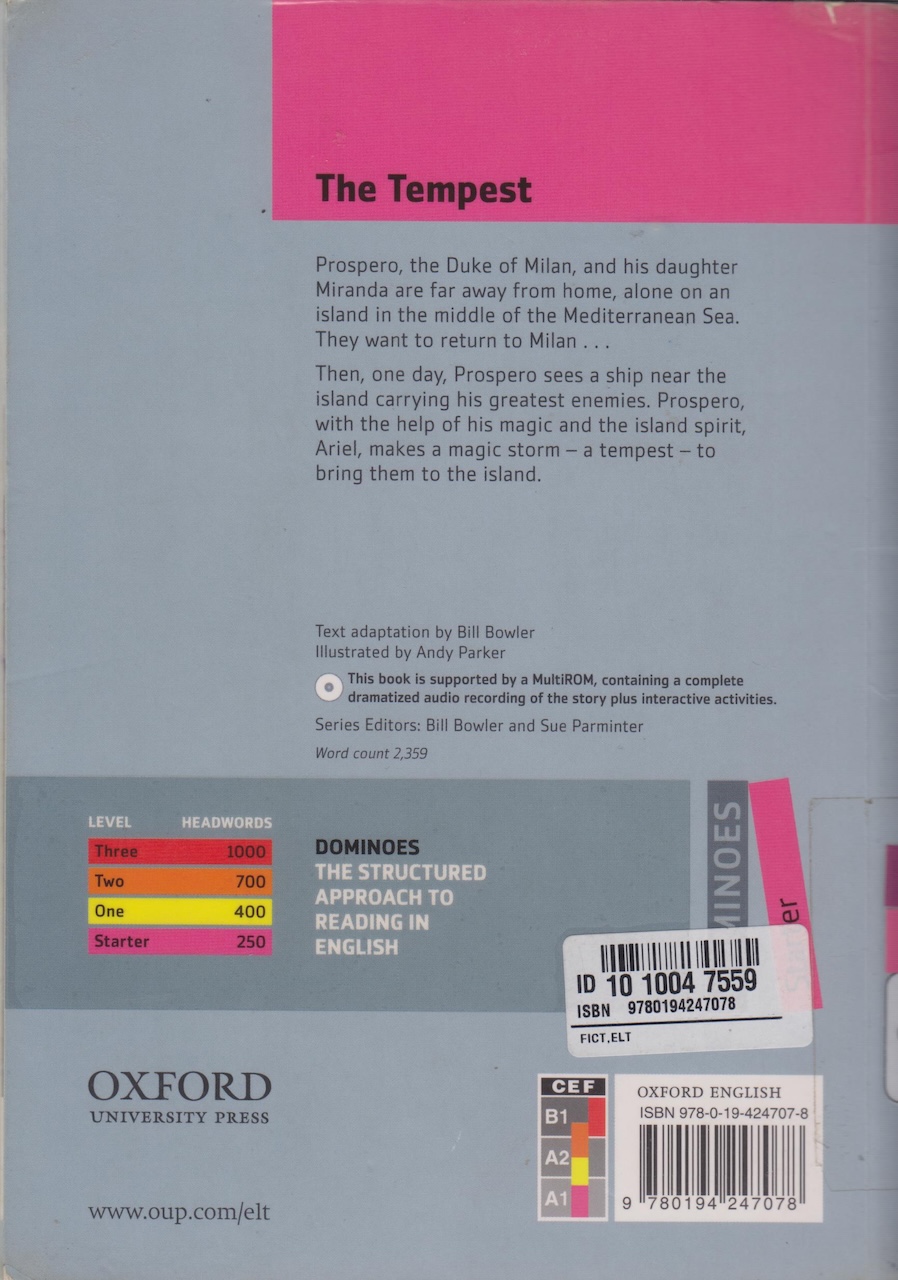 The Tempest
Prospero, the Duke of Milan, and his daughter
Miranda are far away from home, alone on an
island in the middle of the Mediterranean Sea.
They want to return to Milan . . .
Then, one day, Prospero sees a ship near the
island carrying his greatest enemies. Prospero,
with the help of his magic and the island spirit,
Ariel, makes a magic storm – a tempest – to
bring them to the island.
Text adaptation by Bill Bowler
Illustrated by Andy Parker
This book is supported by a MultiROM, containing a complete
dramatized audio recording of the story plus interactive activities.
Series Editors: Bill Bowler and Sue Parminter
Word count 2,359
LEVEL HEADWORDS
Three 1000
Two 700
One 400
Starter 250
DOMINOES
THE STRUCTURED
APPROACH TO
READING IN
ENGLISH
MINOES
er
ID 10 1004 7559
ISBN 9780194247078
FICT.ELT
OXFORD
UNIVERSITY PRESS
www.oup.com/elt
CEF
B1
A2
A1
OXFORD ENGLISH
ISBN 978-0-19-424707-8
9 780194 247078